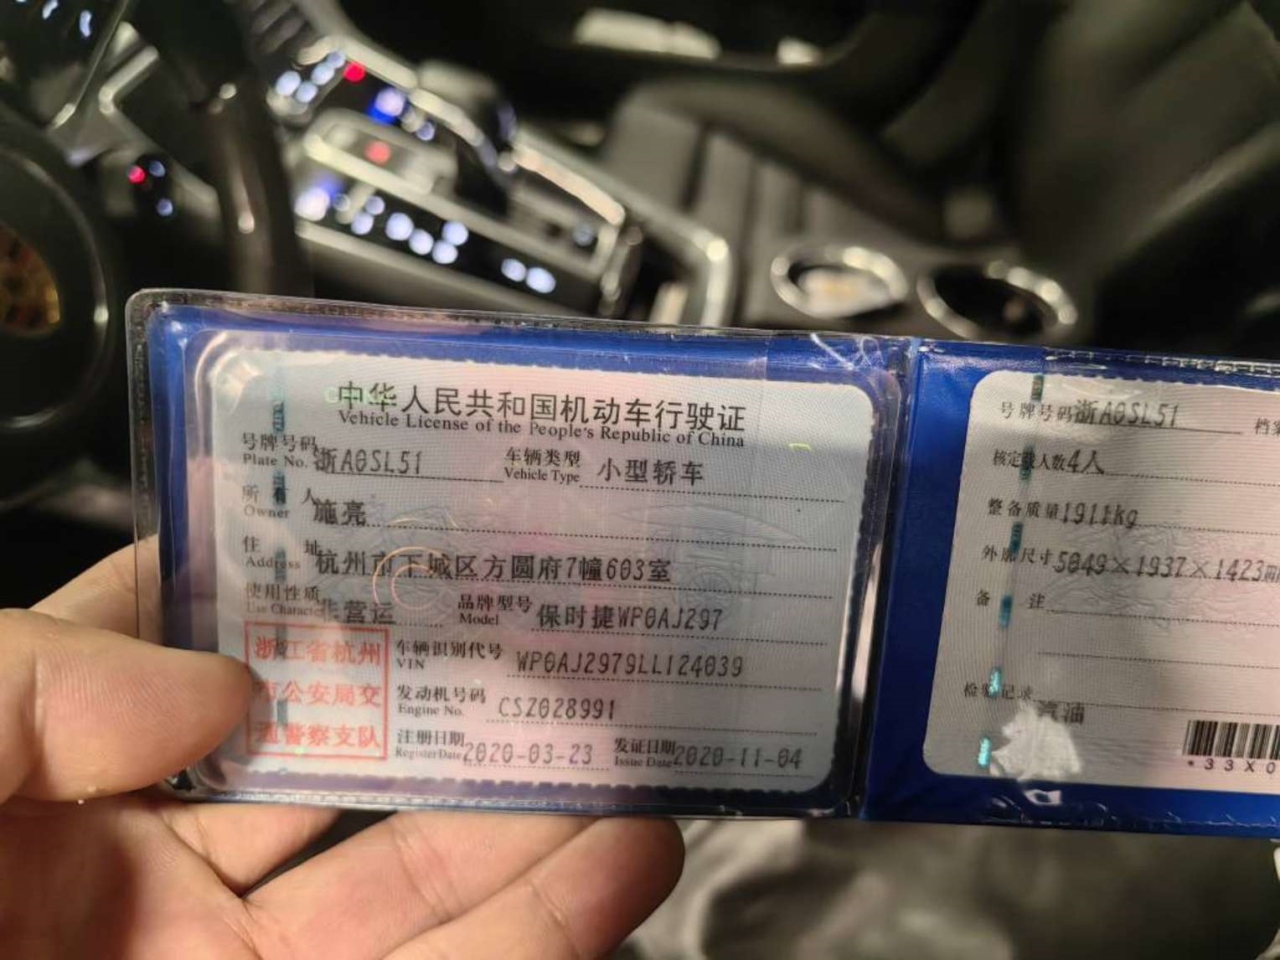 中华人民共和国机动车行驶证
Vehicle License of the People's Republic of China
号牌号码 浙A0SL51 车辆类型 小型轿车
Plate No. Vehicle Type
所有人 施亮
Owner
住址 杭州市下城区方圆府7幢603室
Address
使用性质 非营运 品牌型号 保时捷WP0AJ297
Use Character Model
浙江省杭州
市公安局交
通警察支队
车辆识别代号 WP0AJ2979LL124039
VIN
发动机号码 CSZ028991
Engine No.
注册日期 2020-03-23 发证日期 2020-11-04
Register Date Issue Date
号牌号码 浙A0SL51 档案
核定载人数 4人
整备质量 1911kg
外廓尺寸 5049×1937×1423mm
备注
检验记录
汽油
*33X0